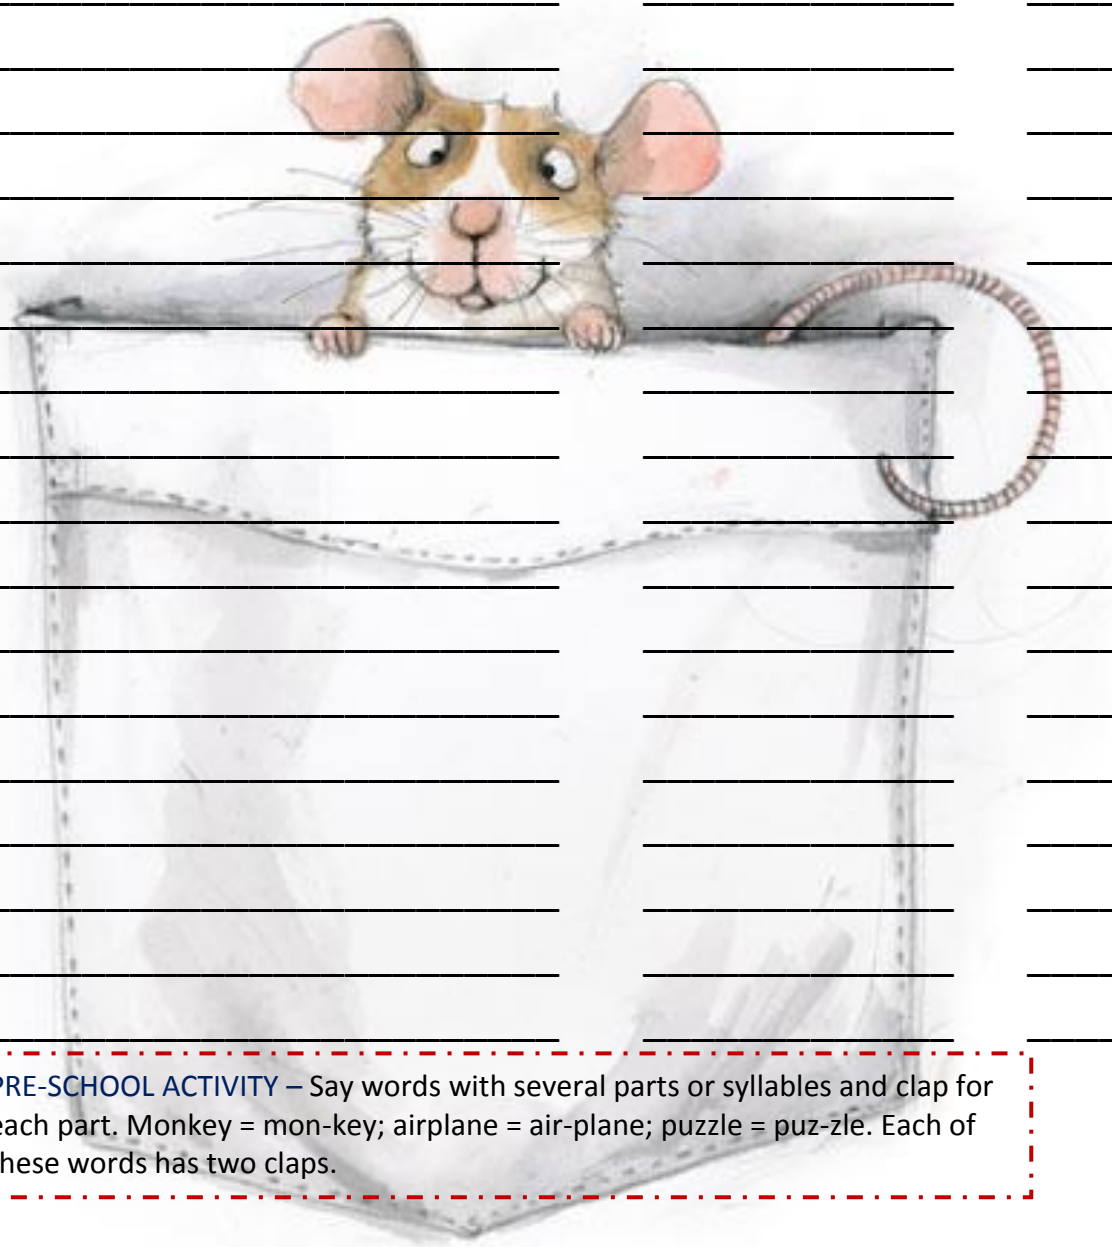 PRE-SCHOOL ACTIVITY – Say words with several parts or syllables and clap for
each part. Monkey = mon-key; airplane = air-plane; puzzle = puz-zle. Each of
these words has two claps.